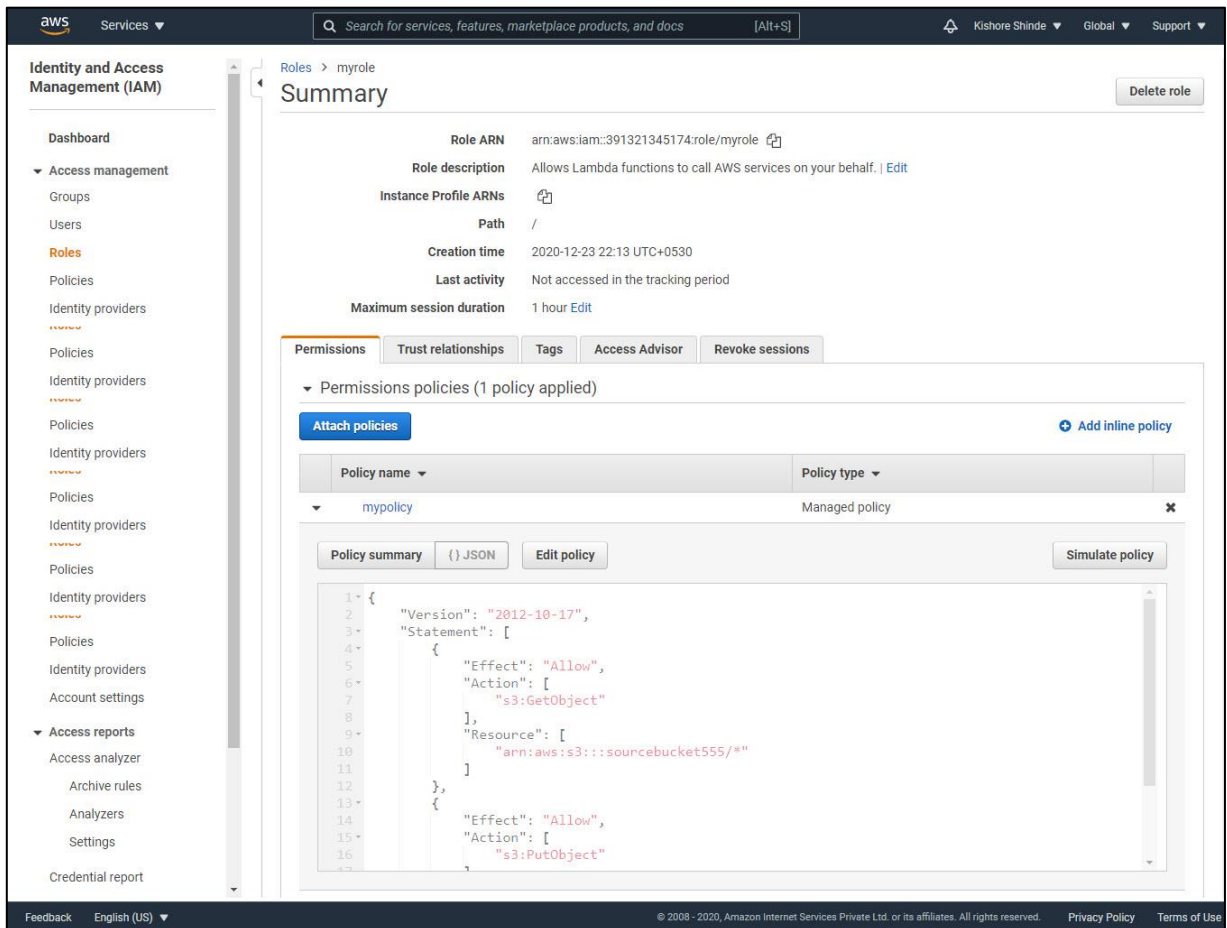 aws Services Search for services, features, marketplace products, and docs [Alt+S] Kishore Shinde Global Support
Identity and Access
Management (IAM)
Dashboard
Access management
Groups
Users
Roles
Policies
Identity providers
Roles
Policies
Identity providers
Roles
Policies
Identity providers
Roles
Policies
Identity providers
Roles
Policies
Identity providers
Roles
Policies
Identity providers
Account settings
Access reports
Access analyzer
Archive rules
Analyzers
Settings
Credential report
Roles > myrole
Summary
Delete role
Role ARN arn:aws:iam::391321345174:role/myrole
Role description Allows Lambda functions to call AWS services on your behalf. | Edit
Instance Profile ARNs
Path /
Creation time 2020-12-23 22:13 UTC+0530
Last activity Not accessed in the tracking period
Maximum session duration 1 hour Edit
Permissions Trust relationships Tags Access Advisor Revoke sessions
Permissions policies (1 policy applied)
Attach policies Add inline policy
Policy name Policy type
mypolicy Managed policy
Policy summary {} JSON Edit policy Simulate policy
1 {
2 "Version": "2012-10-17",
3 "Statement": [
4 {
5 "Effect": "Allow",
6 "Action": [
7 "s3:GetObject"
8 ],
9 "Resource": [
10 "arn:aws:s3:::sourcebucket555/*"
11 ]
12 },
13 {
14 "Effect": "Allow",
15 "Action": [
16 "s3:PutObject"
17 ]
Feedback English (US) © 2008 - 2020, Amazon Internet Services Private Ltd. or its affiliates. All rights reserved. Privacy Policy Terms of Use